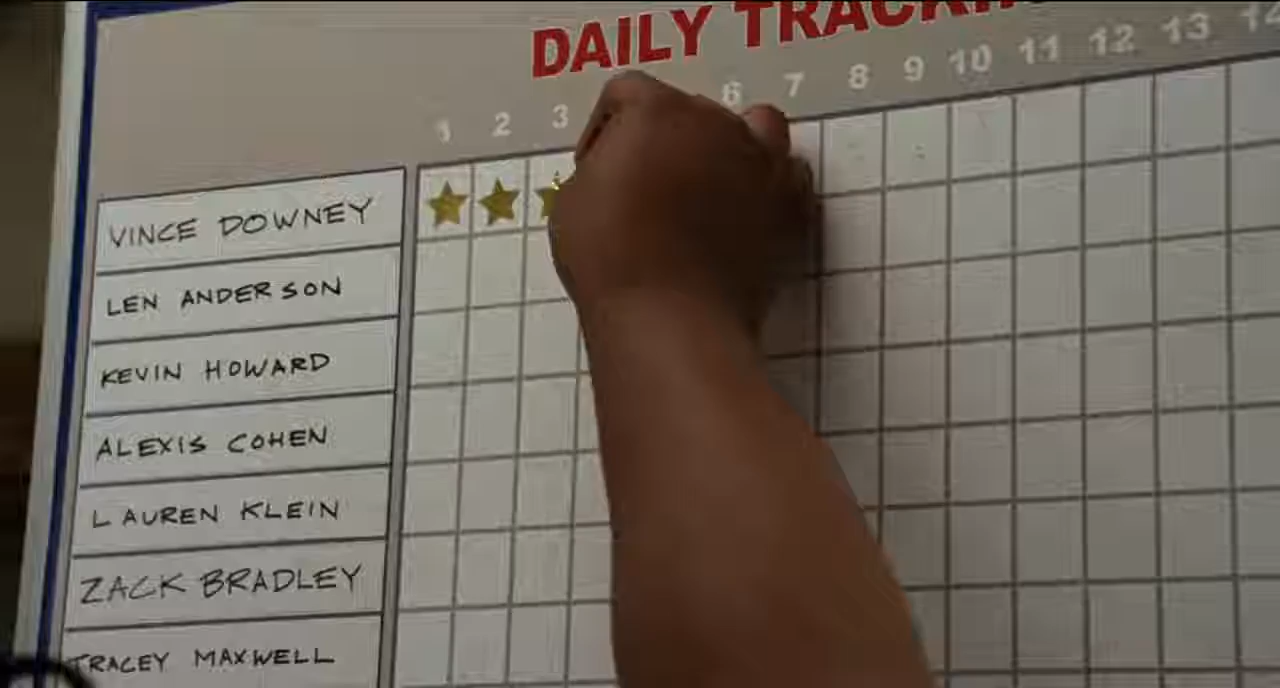 DAILY
1 2 3 6 7 8 9 10 11 12 13
VINCE DOWNEY
LEN ANDERSON
KEVIN HOWARD
ALEXIS COHEN
LAUREN KLEIN
ZACK BRADLEY
TRACEY MAXWELL